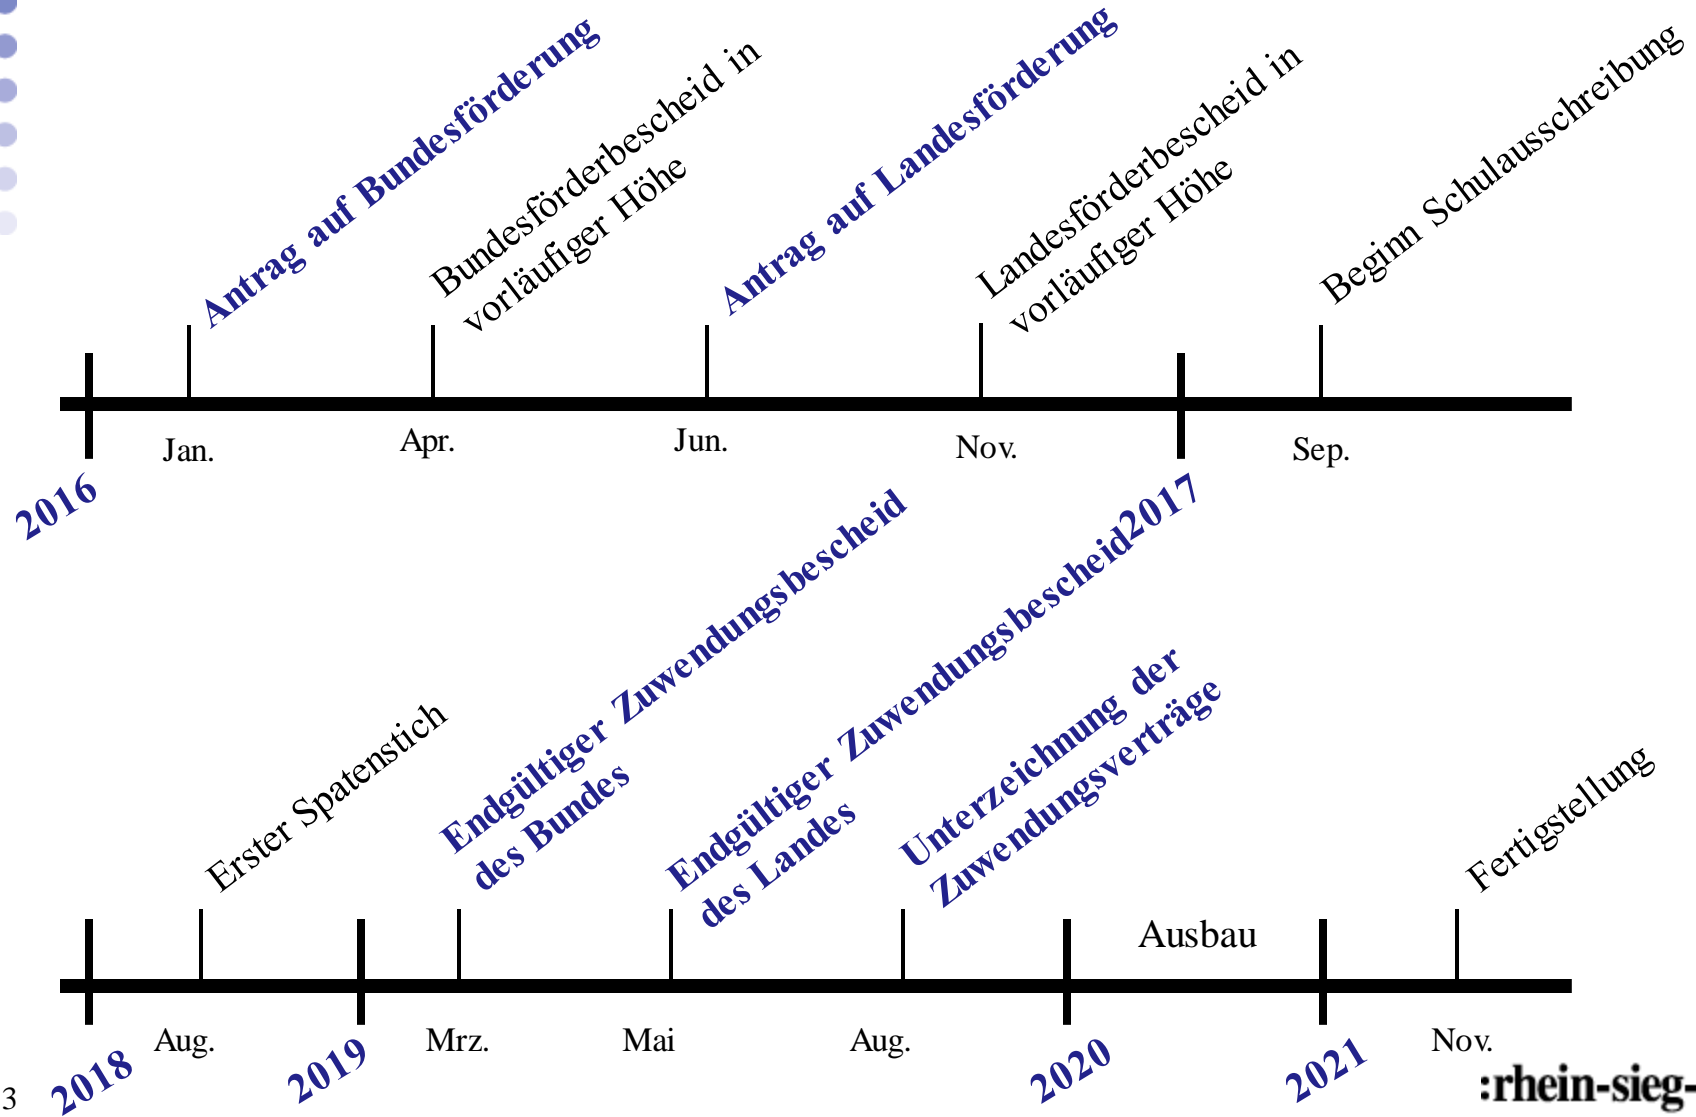 Antrag auf Bundesförderung
Bundesförderbescheid in
vorläufiger Höhe
Antrag auf Landesförderung
Landesförderbescheid in
vorläufiger Höhe
Beginn Schulausschreibung
Jan.
Apr.
Jun.
Nov.
Sep.
2016
2017
Erster Spatenstich
Endgültiger Zuwendungsbescheid
des Bundes
Endgültiger Zuwendungsbescheid
des Landes
Unterzeichnung der
Zuwendungsverträge
Ausbau
Fertigstellung
Aug.
Mrz.
Mai
Aug.
Nov.
2018
2019
2020
2021
3
:rhein-sieg-